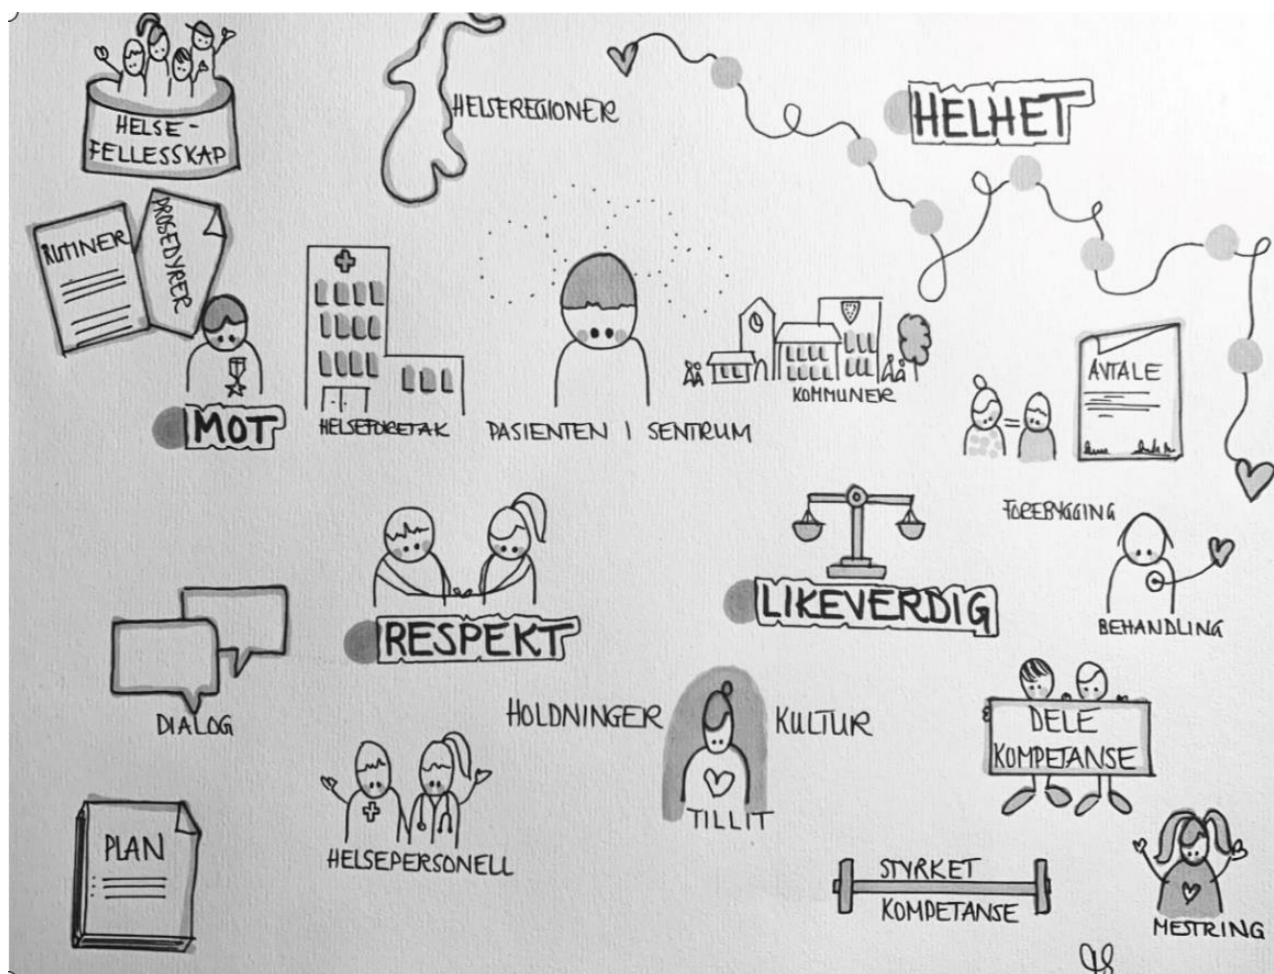 HELSE-
FELLESSKAP
HELSEREGIONER
HELHET
RUTINER
PROSEDYRER
MOT
HELSEFORETAK
PASIENTEN I SENTRUM
KOMMUNER
AVTALE
FOREBYGGING
BEHANDLING
RESPEKT
LIKEVERDIG
DIALOG
HOLDNINGER
KULTUR
TILLIT
DELE
KOMPETANSE
PLAN
HELSEPERSONELL
STYRKET
KOMPETANSE
MESTRING